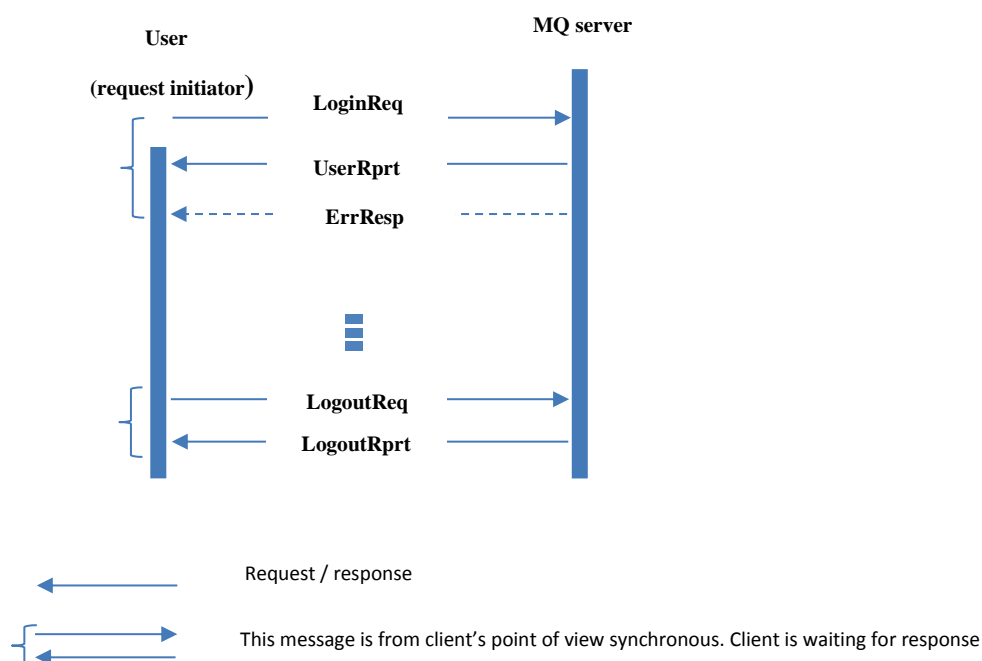 MQ server
User
(request initiator)
LoginReq
UserRprt
ErrResp
LogoutReq
LogoutRprt
Request / response
This message is from client’s point of view synchronous. Client is waiting for response